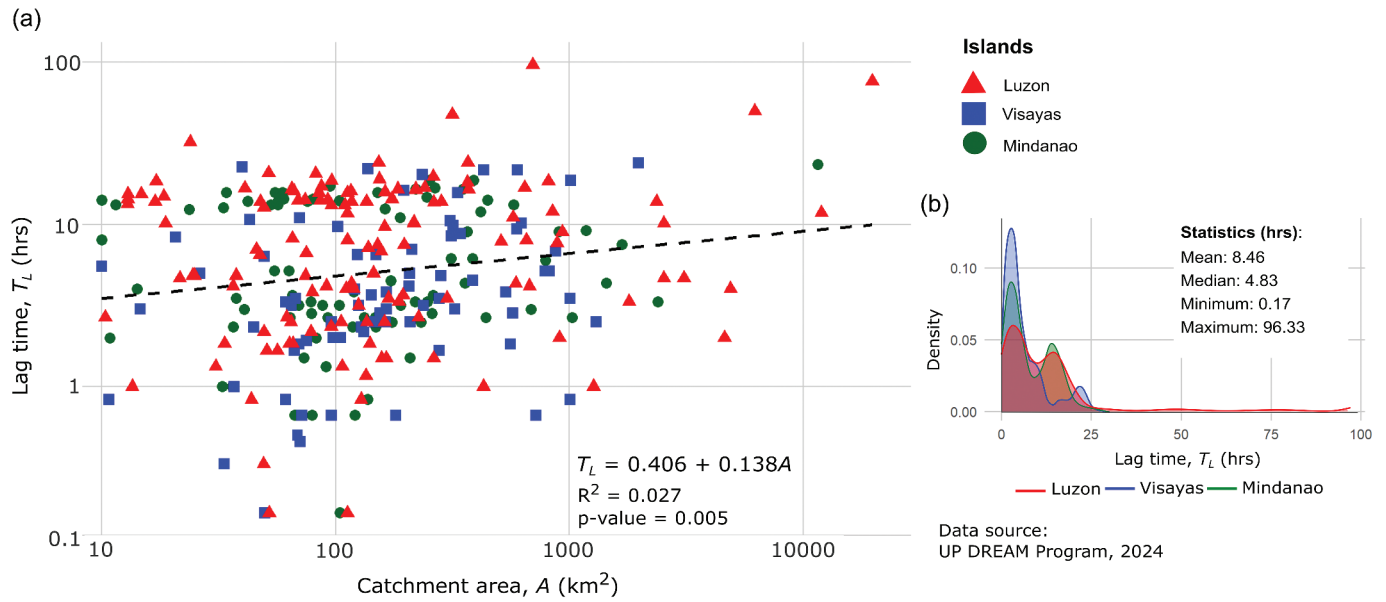 (a)
Lag time, T_L (hrs)
100
10
1
0.1
10
100
1000
10000
Catchment area, A (km²)
T_L = 0.406 + 0.138A
R² = 0.027
p-value = 0.005
Islands
Luzon
Visayas
Mindanao
(b)
Density
0.10
0.05
0.00
Statistics (hrs):
Mean: 8.46
Median: 4.83
Minimum: 0.17
Maximum: 96.33
0
25
50
75
100
Lag time, T_L (hrs)
Luzon Visayas Mindanao
Data source:
UP DREAM Program, 2024